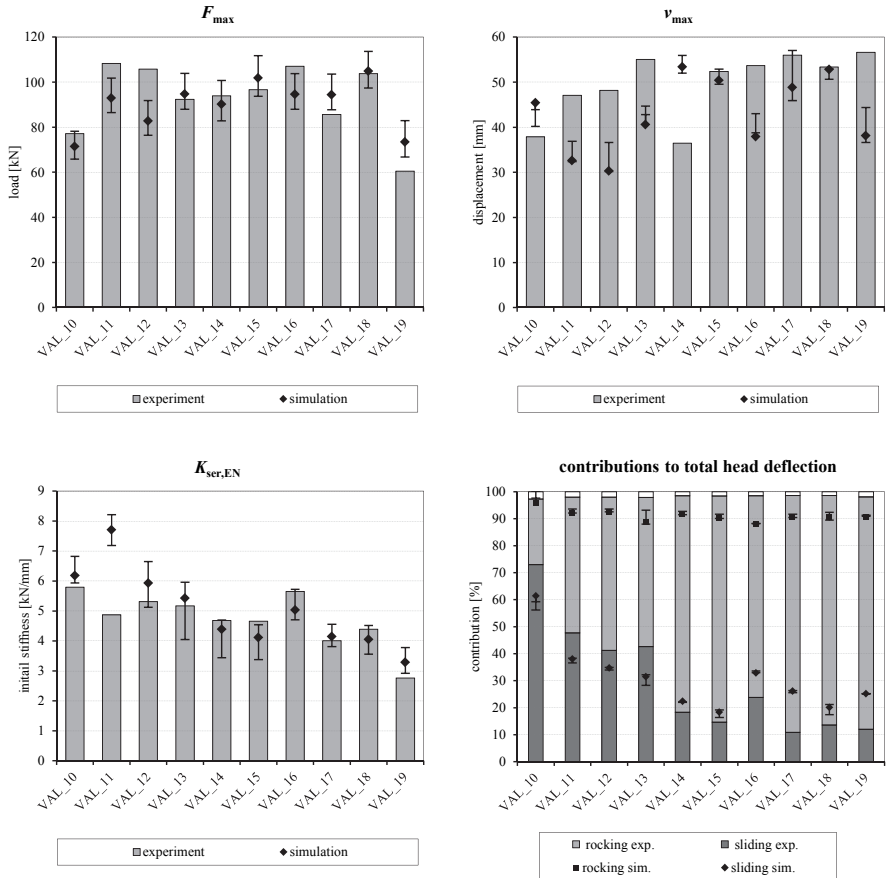 F max
load [kN]
120
100
80
60
40
20
0
VAL_10 VAL_11 VAL_12 VAL_13 VAL_14 VAL_15 VAL_16 VAL_17 VAL_18 VAL_19
experiment simulation
v max
displacement [mm]
60
50
40
30
20
10
0
VAL_10 VAL_11 VAL_12 VAL_13 VAL_14 VAL_15 VAL_16 VAL_17 VAL_18 VAL_19
experiment simulation
K ser,EN
initail stiffness [kN/mm]
9
8
7
6
5
4
3
2
1
0
VAL_10 VAL_11 VAL_12 VAL_13 VAL_14 VAL_15 VAL_16 VAL_17 VAL_18 VAL_19
experiment simulation
contributions to total head deflection
contribution [%]
100
90
80
70
60
50
40
30
20
10
0
VAL_10 VAL_11 VAL_12 VAL_13 VAL_14 VAL_15 VAL_16 VAL_17 VAL_18 VAL_19
rocking exp. sliding exp.
rocking sim. sliding sim.